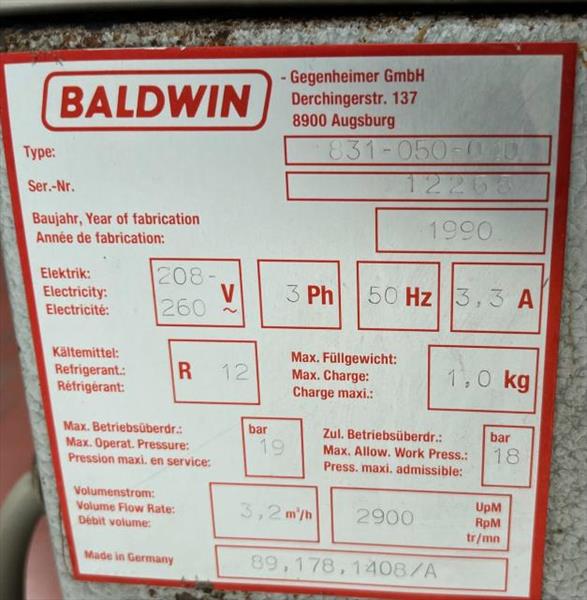 BALDWIN
- Gegenheimer GmbH
Derchingerstr. 137
8900 Augsburg
Type:
Ser.-Nr. 12268
Baujahr, Year of fabrication
Année de fabrication: 1990
Elektrik:
Electricity:
Electricité:
208-
260 V ~
3 Ph
50 Hz
3,3 A
Kältemittel:
Refrigerant.:
Réfrigérant:
R 12
Max. Füllgewicht:
Max. Charge:
Charge maxi.:
1,0 kg
Max. Betriebsüberdr.:
Max. Operat. Pressure:
Pression maxi. en service:
bar
19
Zul. Betriebsüberdr.:
Max. Allow. Work Press.:
Press. maxi. admissible:
bar
18
Volumenstrom:
Volume Flow Rate:
Débit volume:
3,2 m³/h
2900
UpM
RpM
tr/mn
Made in Germany
89,178,1408/A